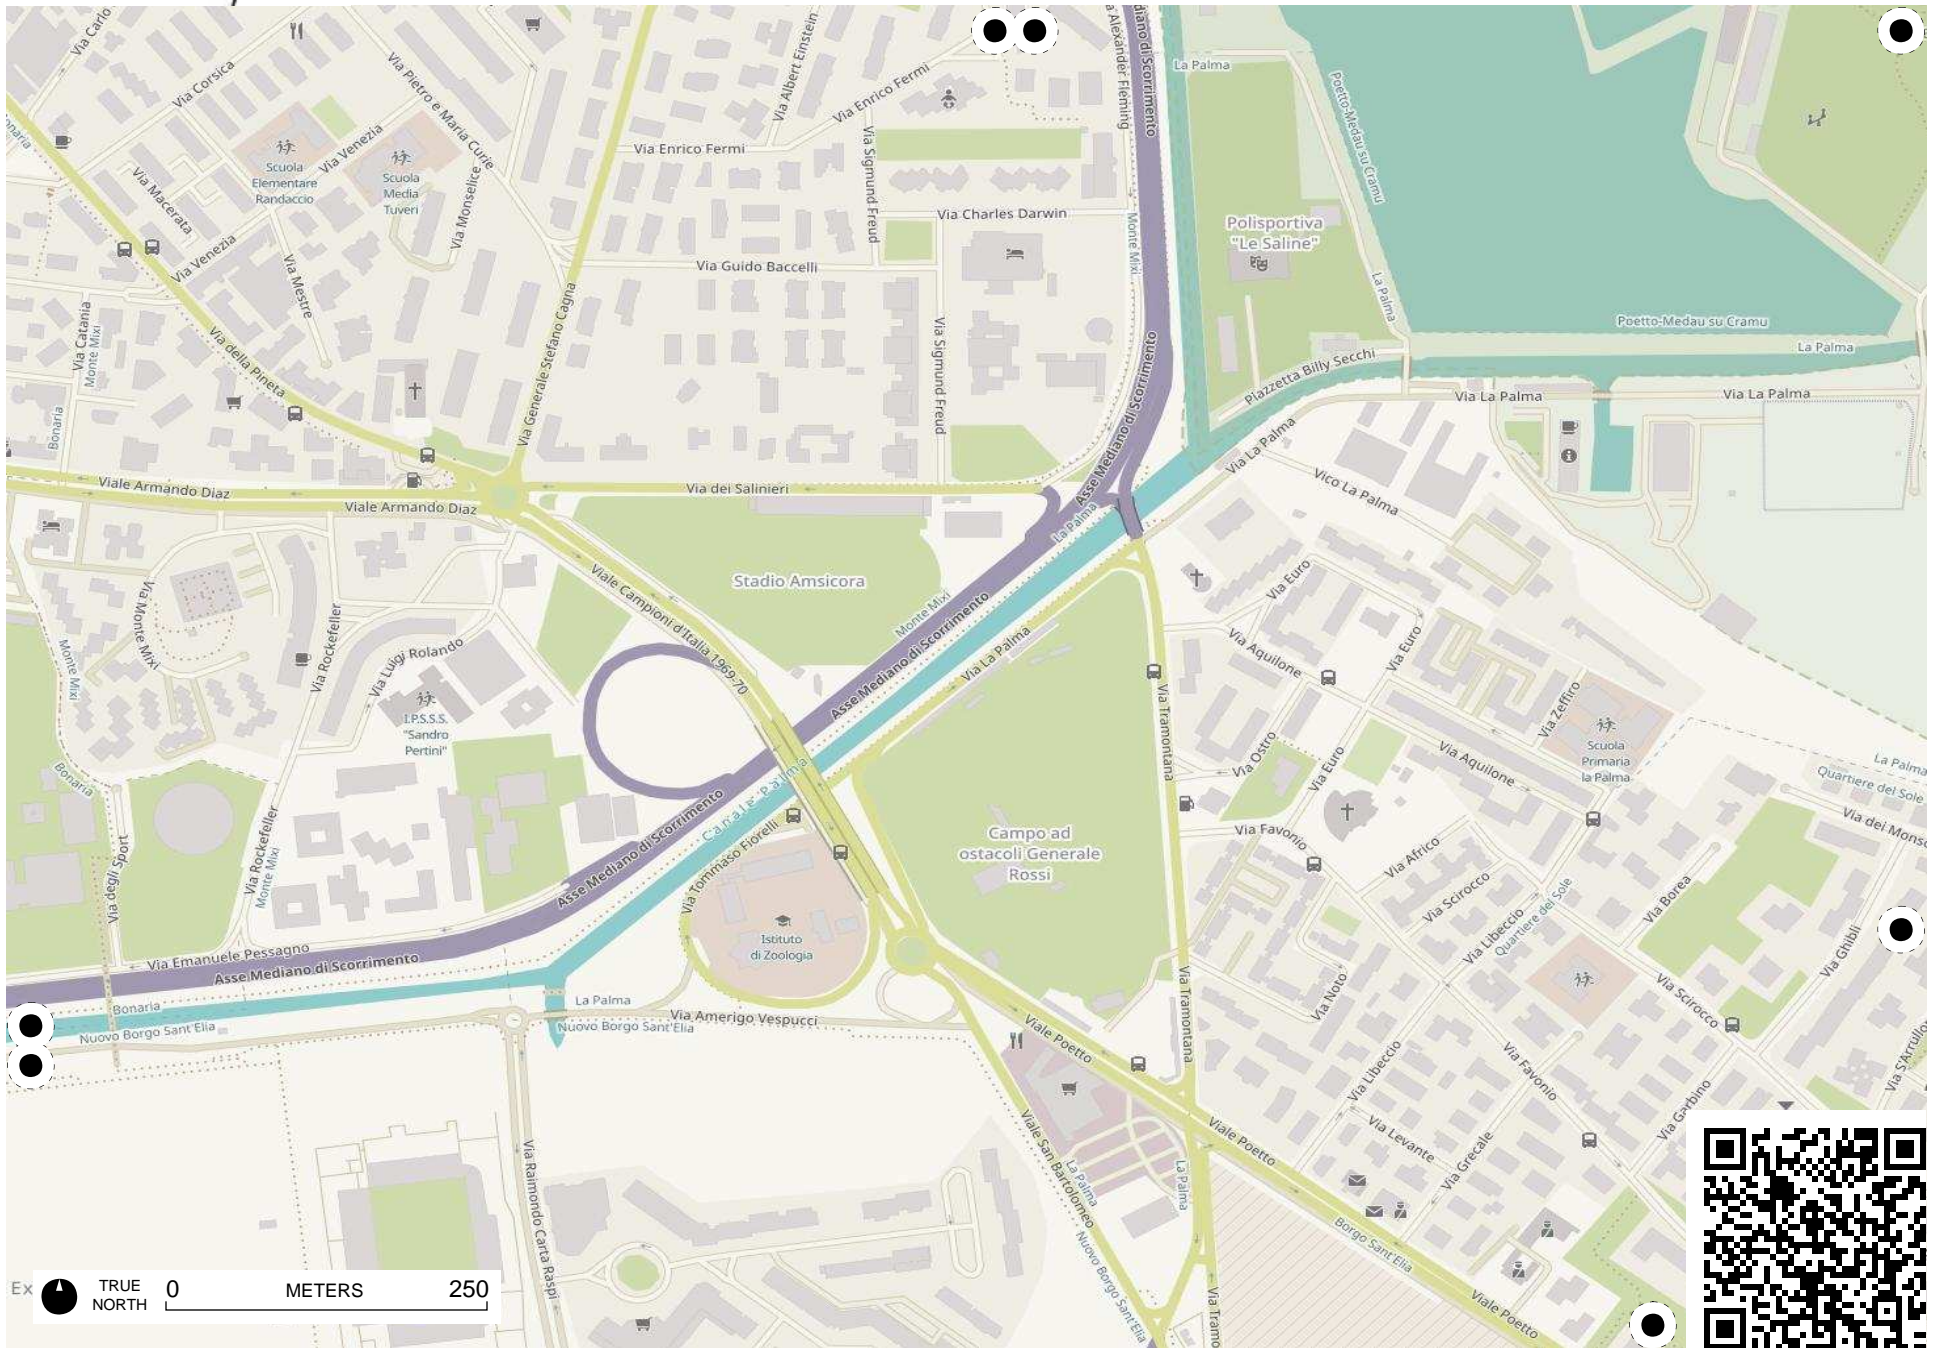 Via Carlo
Via Corsica
Via Pietro e Maria Curie
Via Albert Einstein
Via Enrico Fermi
a Alexander Fleming
diano di Scorrimento
La Palma
Poetto-Medau su Cramu
Bonaria
Scuola
Elementare
Randaccio
Via Venezia
Scuola
Media
Tuveri
Via Monselice
Via Enrico Fermi
Via Sigmund Freud
Via Charles Darwin
Monte Mixi
Via Macerata
Via Venezia
Via Mestre
Via Guido Baccelli
Polisportiva
"Le Saline"
La Palma
Via Catania
Monte Mixi
Via della Pineta
Via Generale Stefano Cagna
Via Sigmund Freud
Asse Mediano di Scorrimento
Piazzetta Billy Secchi
Poetto-Medau su Cramu
La Palma
Via La Palma
Via La Palma
Bonaria
Via La Palma
Viale Armando Diaz
Viale Armando Diaz
Via dei Salinieri
La Palma
Vico La Palma
Stadio Amsicora
Viale Campioni d'Italia 1969-70
Monte Mixi
Asse Mediano di Scorrimento
Via La Palma
Via Euro
Via Aquilone
Via Euro
Via Monte Mixi
Via Rockefeller
Via Luigi Rolando
Monte Mixi
I.P.S.S.S.
"Sandro
Pertini"
Via Tramontana
Via Zeffiro
Scuola
Primaria
la Palma
Via Ostro
Via Euro
Via Aquilone
La Palma
Quartiere del Sole
Via dei Monso
Bonaria
Canale Palma
Asse Mediano di Scorrimento
Via Tommaso Fiorelli
Via degli Sport
Via Rockefeller
Monte Mixi
Campo ad
ostacoli Generale
Rossi
Via Favonio
Via Africo
Via Scirocco
Via Libeccio
Quartiere del Sole
Via Borea
Via Ghibli
Istituto
di Zoologia
Via Emanuele Pessagno
Asse Mediano di Scorrimento
Bonaria
Nuovo Borgo Sant'Elia
La Palma
Nuovo Borgo Sant'Elia
Via Amerigo Vespucci
Viale Poetto
Via Tramontana
Via Noto
Via Scirocco
Via Libeccio
Via Favonio
Via S'Arrullo
Via Garbino
Via Levante
Via Grecale
Viale Poetto
Viale San Bartolomeo
La Palma
La Palma
Nuovo Borgo Sant'Elia
Via Raimondo Carta Raspi
Borgo Sant'Elia
Viale Poetto
Via Tramo
Ex
TRUE
NORTH
0 METERS 250